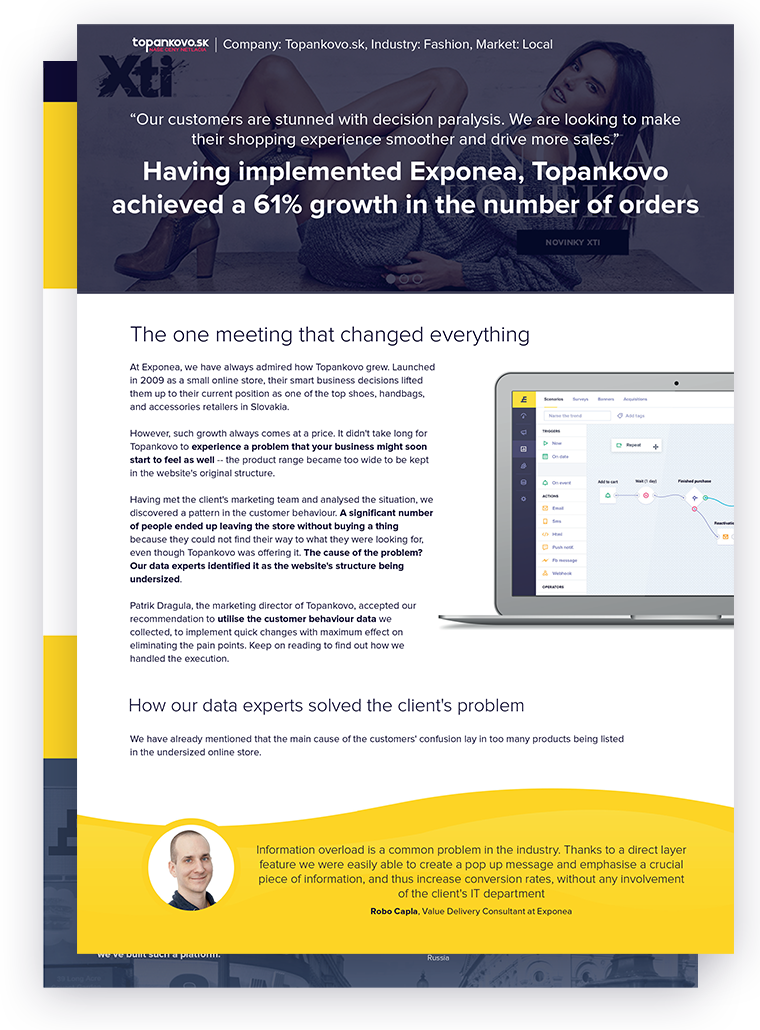 topankovo.sk
Company: Topankovo.sk, Industry: Fashion, Market: Local
Xti
“Our customers are stunned with decision paralysis. We are looking to make
their shopping experience smoother and drive more sales.”
Having implemented Exponea, Topankovo
achieved a 61% growth in the number of orders
NOVINKY XTI
The one meeting that changed everything
At Exponea, we have always admired how Topankovo grew. Launched
in 2009 as a small online store, their smart business decisions lifted
them up to their current position as one of the top shoes, handbags,
and accessories retailers in Slovakia.
However, such growth always comes at a price. It didn't take long for
Topankovo to experience a problem that your business might soon
start to feel as well -- the product range became too wide to be kept
in the website's original structure.
Having met the client's marketing team and analysed the situation, we
discovered a pattern in the customer behaviour. A significant number
of people ended up leaving the store without buying a thing
because they could not find their way to what they were looking for,
even though Topankovo was offering it. The cause of the problem?
Our data experts identified it as the website's structure being
undersized.
Patrik Dragula, the marketing director of Topankovo, accepted our
recommendation to utilise the customer behaviour data we
collected, to implement quick changes with maximum effect on
eliminating the pain points. Keep on reading to find out how we
handled the execution.
Scenarios Surveys Banners Acquisitions
Name the trend Add tags
TRIGGERS
Now
On date
On event
ACTIONS
Email
Sms
Html
Push notif.
Fb message
Webhook
OPERATORS
Repeat
Add to cart Wait (1 day) Finished purchase
How our data experts solved the client's problem
We have already mentioned that the main cause of the customers' confusion lay in too many products being listed
in the undersized online store.
Information overload is a common problem in the industry. Thanks to a direct layer
feature we were easily able to create a pop up message and emphasise a crucial
piece of information, and thus increase conversion rates, without any involvement
of the client's IT department
Robo Capla, Value Delivery Consultant at Exponea
we've built such a platform.
Russia